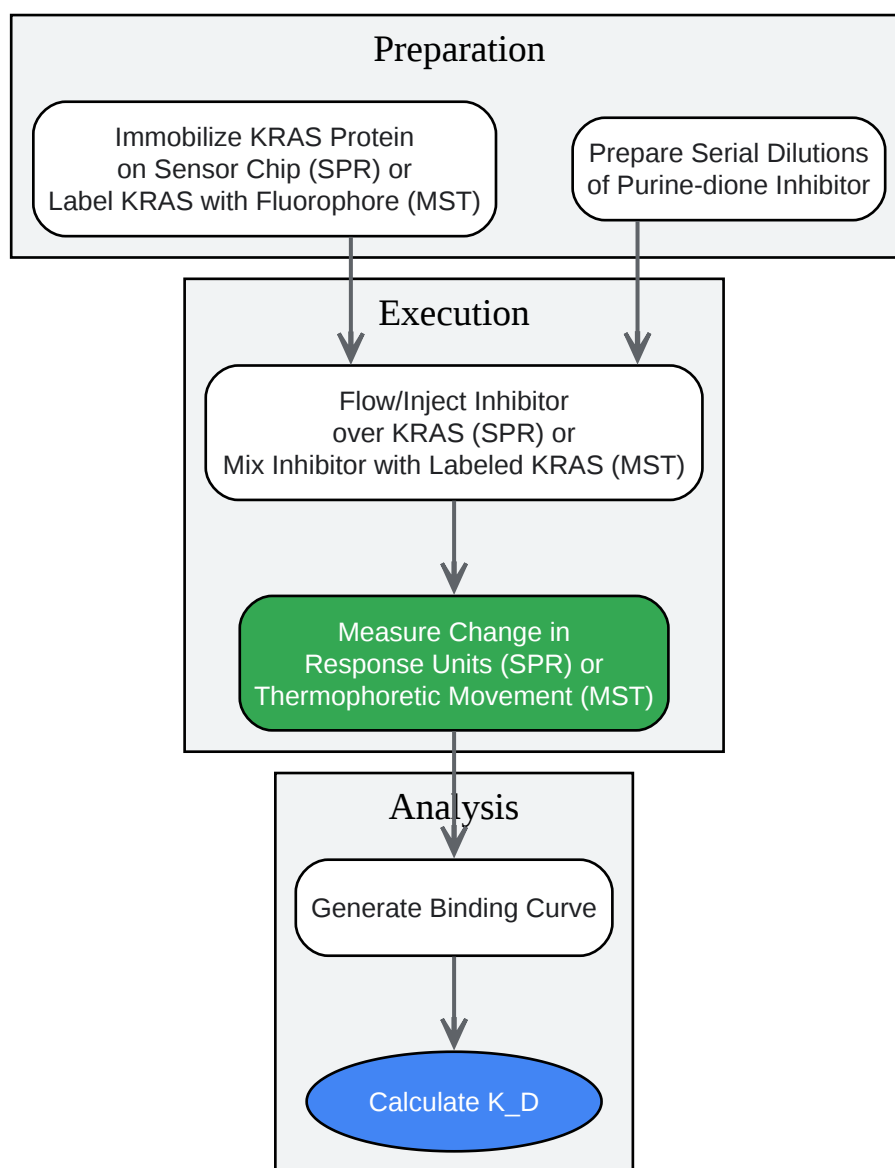 Preparation
Immobilize KRAS Protein
on Sensor Chip (SPR) or
Label KRAS with Fluorophore (MST)
Prepare Serial Dilutions
of Purine-dione Inhibitor
Execution
Flow/Inject Inhibitor
over KRAS (SPR) or
Mix Inhibitor with Labeled KRAS (MST)
Measure Change in
Response Units (SPR) or
Thermophoretic Movement (MST)
Analysis
Generate Binding Curve
Calculate K_D